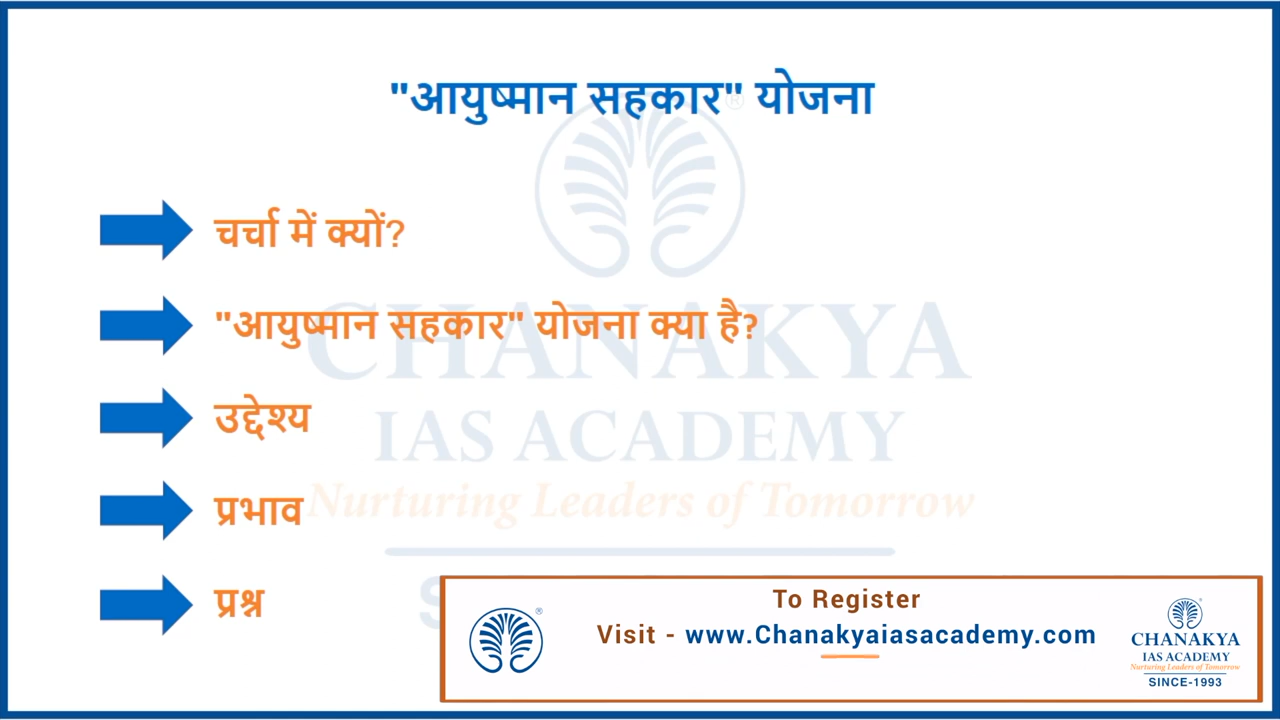 "आयुष्मान सहकार" योजना
चर्चा में क्यों?
"आयुष्मान सहकार" योजना क्या है?
उद्देश्य
प्रभाव
प्रश्न
CHANAKYA
IAS ACADEMY
Nurturing Leaders of Tomorrow
To Register
Visit - www.Chanakyaiasacademy.com
CHANAKYA
IAS ACADEMY
Nurturing Leaders of Tomorrow
SINCE-1993